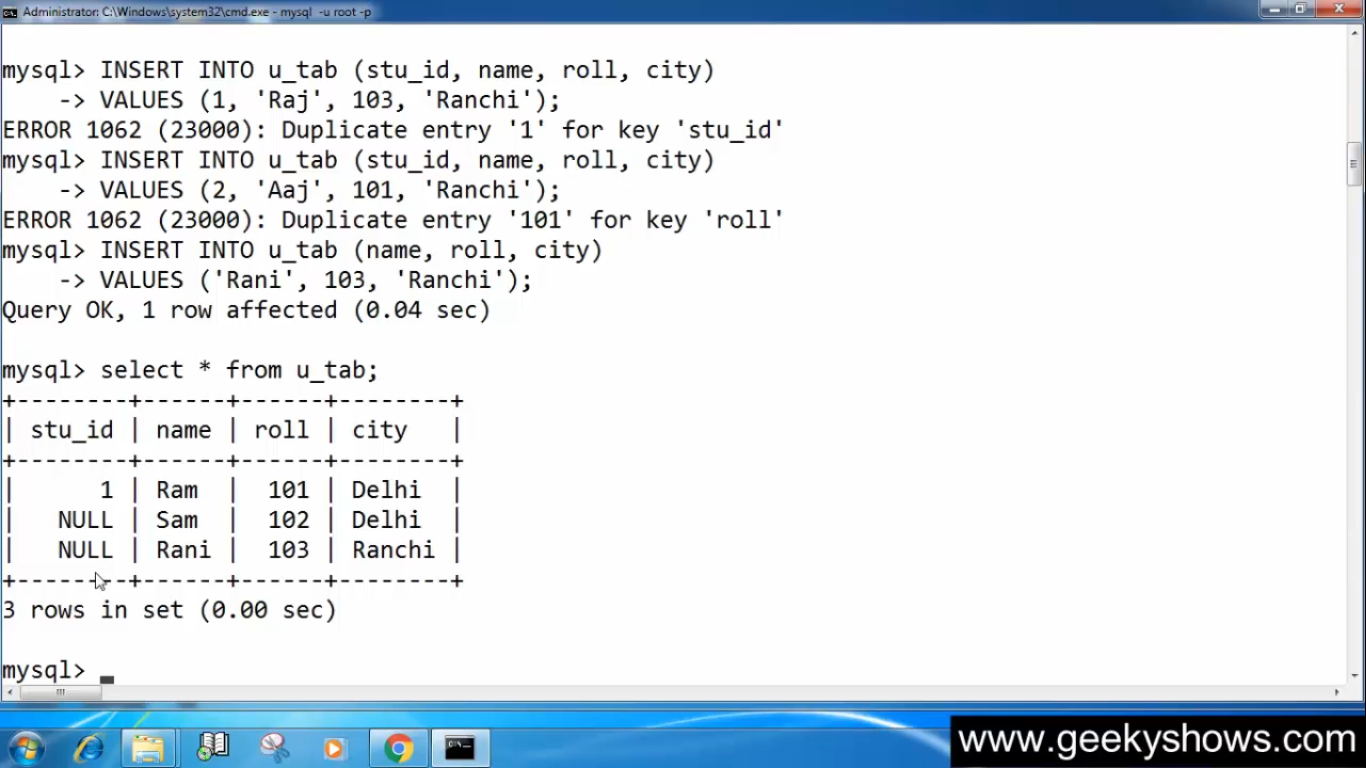 Administrator: C:\Windows\system32\cmd.exe - mysql -u root -p
mysql> INSERT INTO u_tab (stu_id, name, roll, city)
    -> VALUES (1, 'Raj', 103, 'Ranchi');
ERROR 1062 (23000): Duplicate entry '1' for key 'stu_id'
mysql> INSERT INTO u_tab (stu_id, name, roll, city)
    -> VALUES (2, 'Aaj', 101, 'Ranchi');
ERROR 1062 (23000): Duplicate entry '101' for key 'roll'
mysql> INSERT INTO u_tab (name, roll, city)
    -> VALUES ('Rani', 103, 'Ranchi');
Query OK, 1 row affected (0.04 sec)
mysql> select * from u_tab;
+--------+------+------+--------+
| stu_id | name | roll | city   |
+--------+------+------+--------+
|      1 | Ram  |  101 | Delhi  |
|   NULL | Sam  |  102 | Delhi  |
|   NULL | Rani |  103 | Ranchi |
+--------+------+------+--------+
3 rows in set (0.00 sec)
mysql> _
www.geekyshows.com